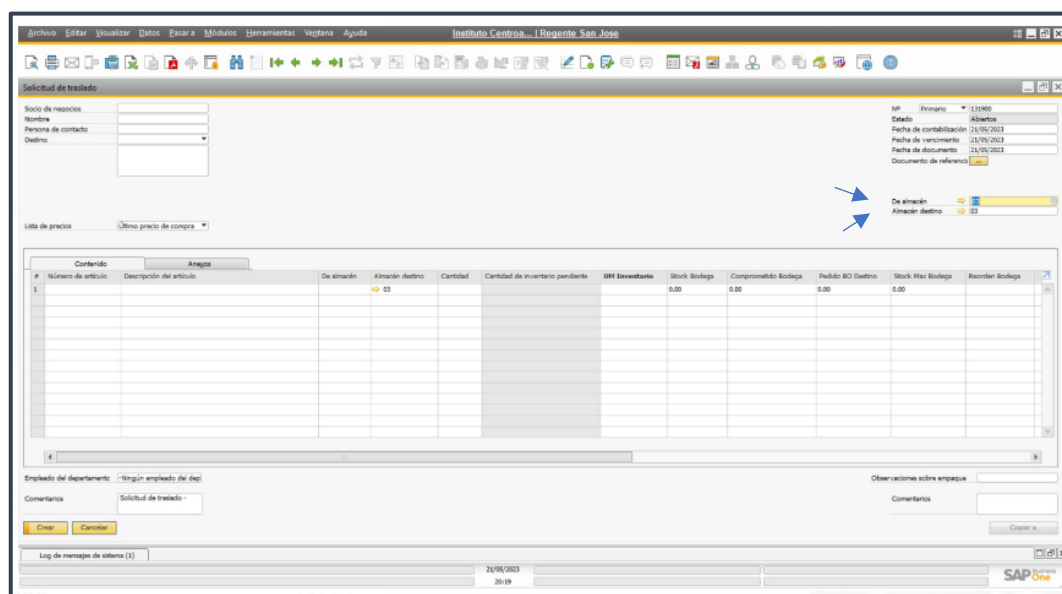 Archivo Editar Visualizar Datos Pasar a Módulos Herramientas Ventana Ayuda
Instituto Centroa... | Regente San Jose
Solicitud de traslado
Socio de negocios
Nombre
Persona de contacto
Destino
Nº Primario 131900
Estado Abiertos
Fecha de contabilización 21/05/2023
Fecha de vencimiento 21/05/2023
Fecha de documento 21/05/2023
Documento de referenci ...
De almacén 03
Almacén destino 03
Lista de precios Último precio de compra
Contenido Anexos
# Número de artículo Descripción del artículo De almacén Almacén destino Cantidad Cantidad de inventario pendiente UM Inventario Stock Bodega Comprometido Bodega Pedido BO Destino Stock Max Bodega Reorden Bodega
1 03 0.00 0.00 0.00 0.00
Empleado del departamento -Ningún empleado del dep
Observaciones sobre empaque
Comentarios Solicitud de traslado -
Comentarios
Crear Cancelar
Copiar a
Log de mensajes de sistema (1)
21/05/2023
20:19
SAP Business One